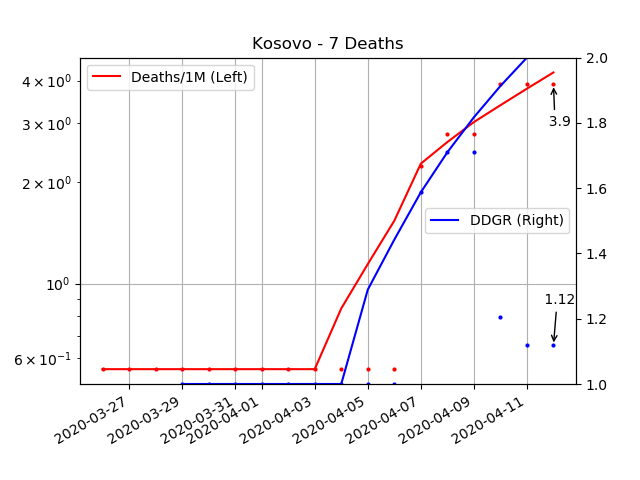 Kosovo - 7 Deaths
Deaths/1M (Left)
DDGR (Right)
4 × 10⁰
3 × 10⁰
2 × 10⁰
10⁰
6 × 10⁻¹
2.0
1.8
1.6
1.4
1.2
1.0
3.9
1.12
2020-03-27
2020-03-29
2020-03-31
2020-04-01
2020-04-03
2020-04-05
2020-04-07
2020-04-09
2020-04-11